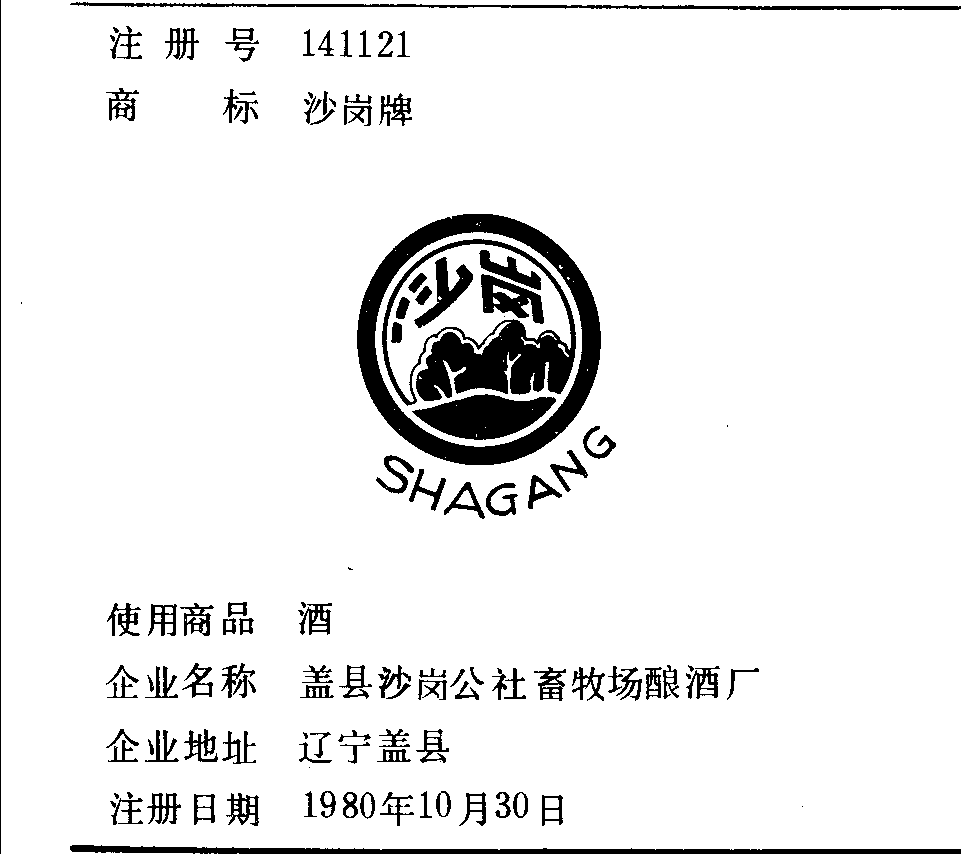 注册号 141121
商标 沙岗牌
沙岗
SHAGANG
使用商品 酒
企业名称 盖县沙岗公社畜牧场酿酒厂
企业地址 辽宁盖县
注册日期 1980年10月30日